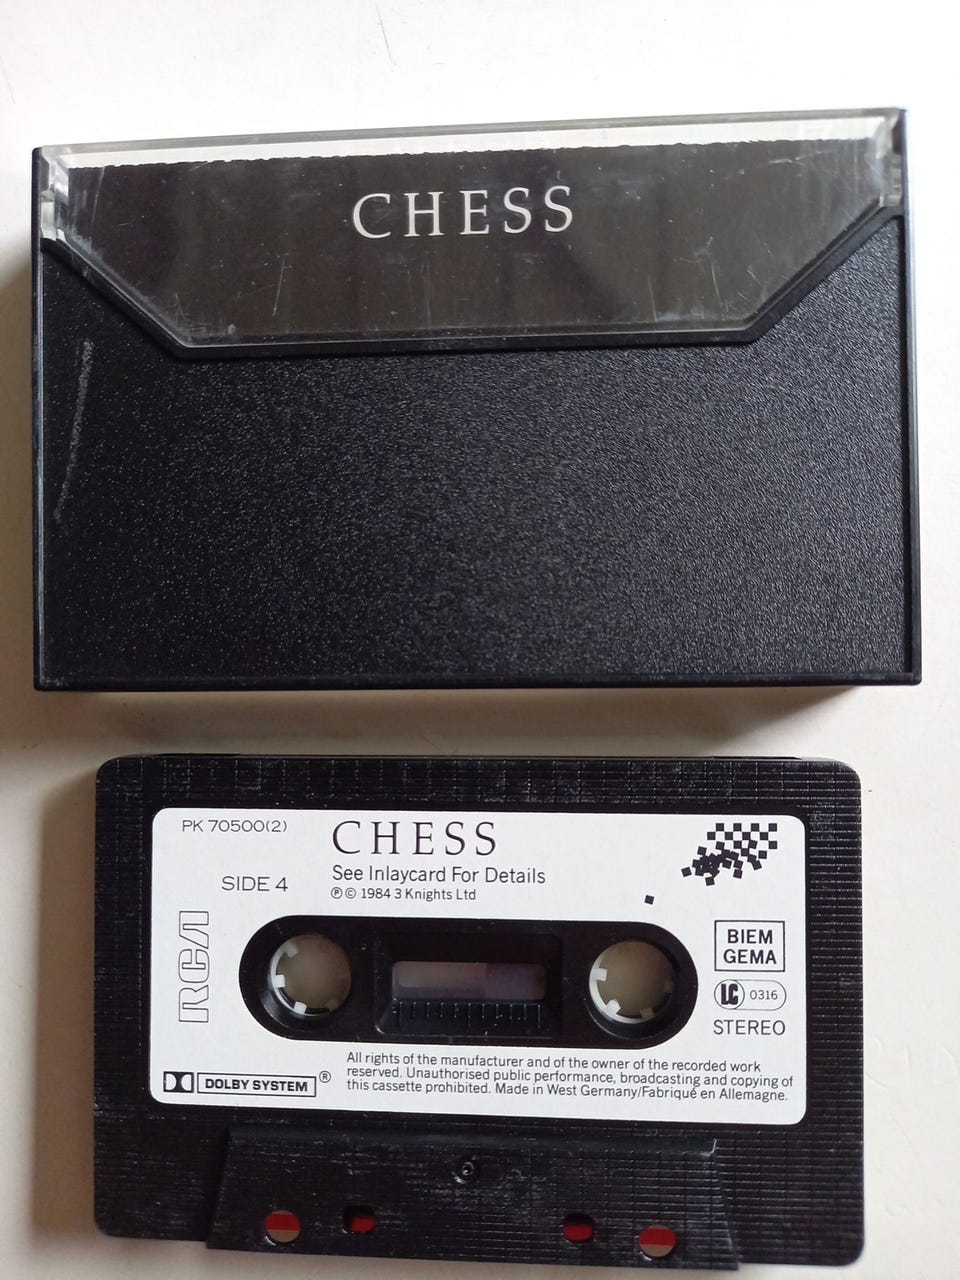 CHESS
PK 70500(2)
CHESS
See Inlaycard For Details
℗ © 1984 3 Knights Ltd
SIDE 4
RCA
BIEM
GEMA
LC 0316
STEREO
DOLBY SYSTEM ®
All rights of the manufacturer and of the owner of the recorded work
reserved. Unauthorised public performance, broadcasting and copying of
this cassette prohibited. Made in West Germany/Fabriqué en Allemagne.